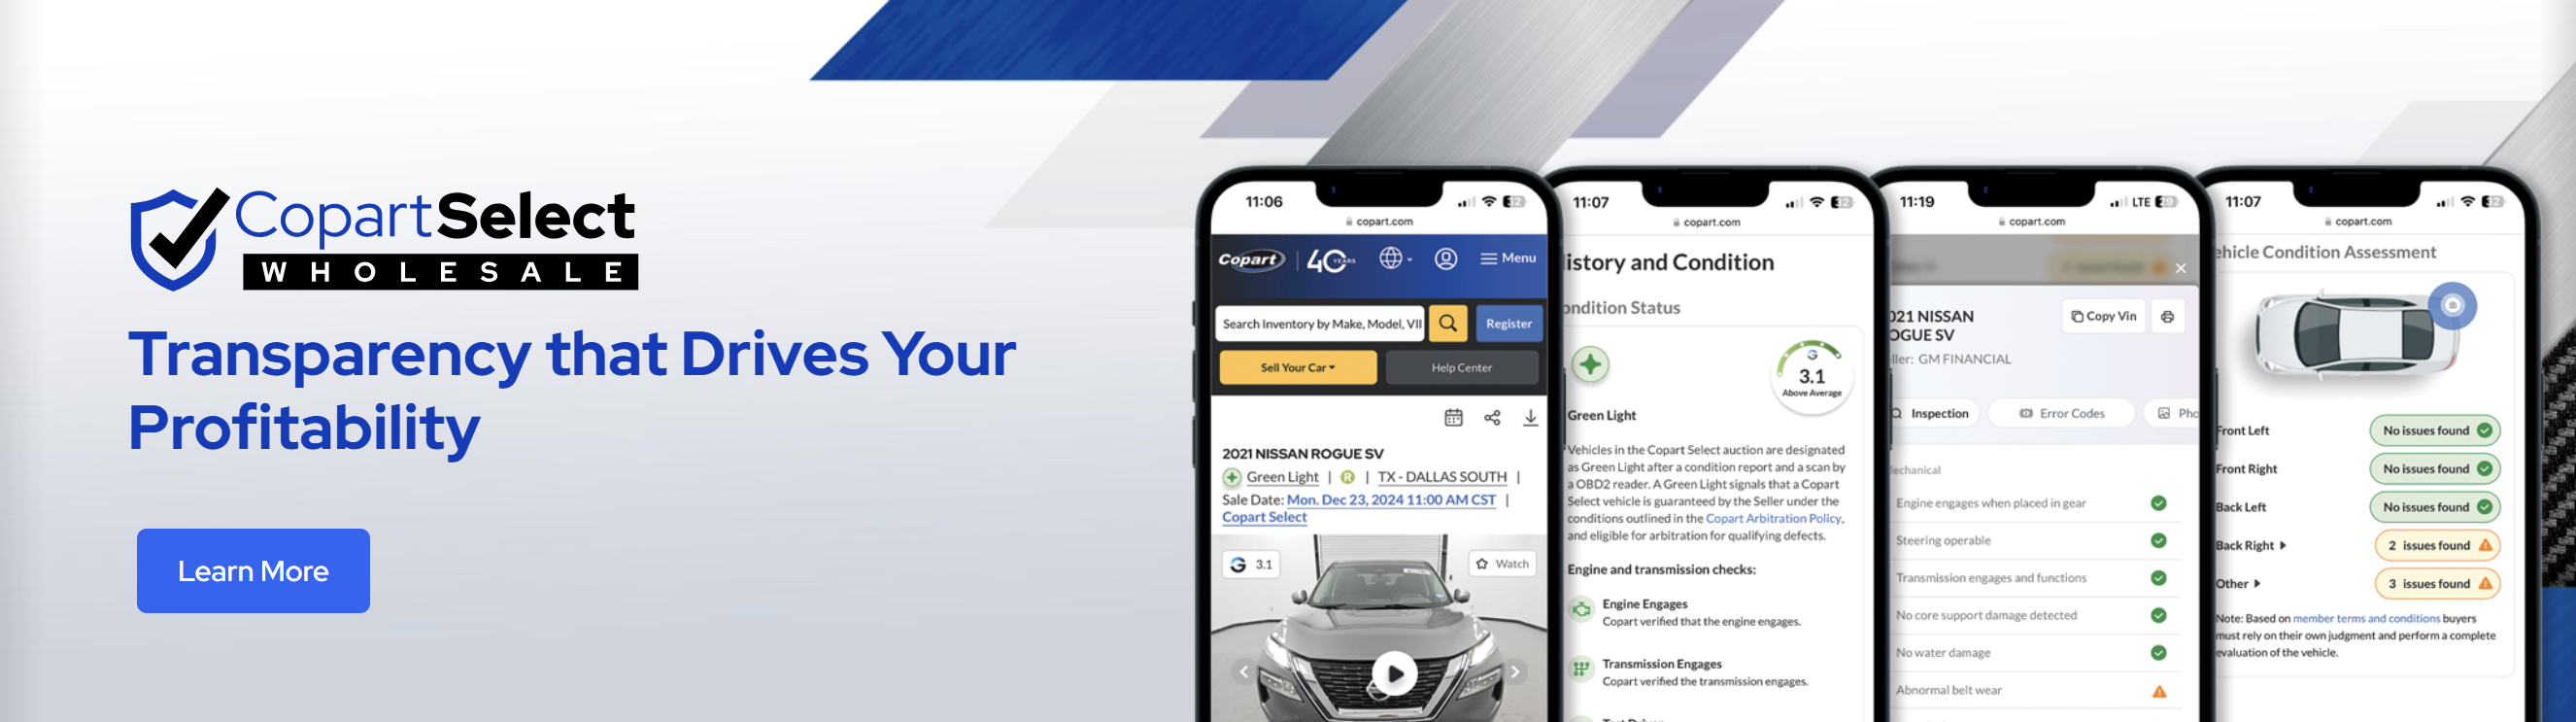 CopartSelect
WHOLESALE
Transparency that Drives Your
Profitability
Learn More
11:06
copart.com
Copart
40 YEARS
Menu
Search Inventory by Make, Model, VII
Register
Sell Your Car
Help Center
2021 NISSAN ROGUE SV
Green Light | R | TX - DALLAS SOUTH |
Sale Date: Mon. Dec 23, 2024 11:00 AM CST |
Copart Select
3.1
Watch
11:07
copart.com
istory and Condition
ondition Status
3.1
Above Average
Green Light
Vehicles in the Copart Select auction are designated
as Green Light after a condition report and a scan by
a OBD2 reader. A Green Light signals that a Copart
Select vehicle is guaranteed by the Seller under the
conditions outlined in the Copart Arbitration Policy,
and eligible for arbitration for qualifying defects.
Engine and transmission checks:
Engine Engages
Copart verified that the engine engages.
Transmission Engages
Copart verified the transmission engages.
11:19
LTE
copart.com
021 NISSAN
OGUE SV
Copy Vin
ller: GM FINANCIAL
Inspection
Error Codes
Pho
echanical
Engine engages when placed in gear
Steering operable
Transmission engages and functions
No core support damage detected
No water damage
Abnormal belt wear
11:07
copart.com
ehicle Condition Assessment
Front Left No issues found
Front Right No issues found
Back Left No issues found
Back Right 2 issues found
Other 3 issues found
Note: Based on member terms and conditions buyers
must rely on their own judgment and perform a complete
evaluation of the vehicle.